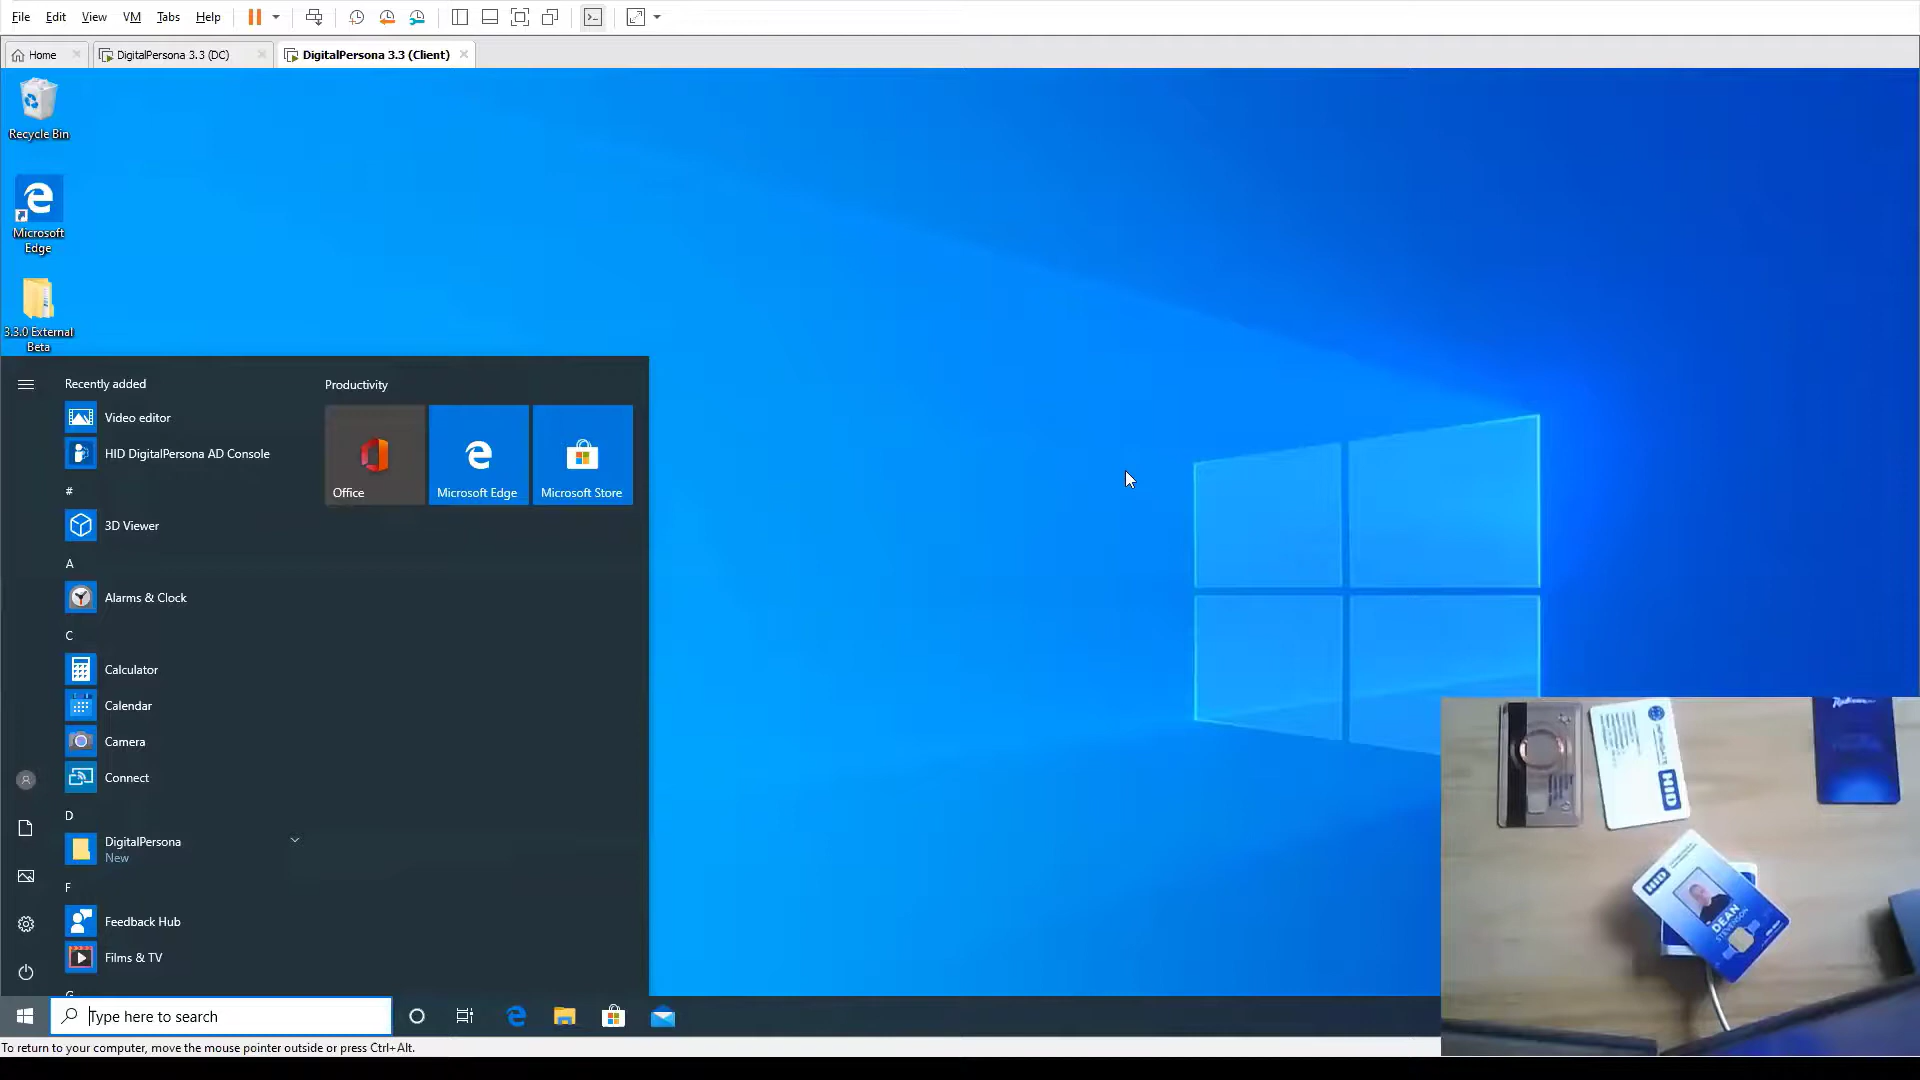 File Edit View VM Tabs Help
Home DigitalPersona 3.3 (DC) DigitalPersona 3.3 (Client)
Recycle Bin
Microsoft
Edge
3.3.0 External
Beta
Recently added
Video editor
HID DigitalPersona AD Console
#
3D Viewer
A
Alarms & Clock
C
Calculator
Calendar
Camera
Connect
D
DigitalPersona
New
F
Feedback Hub
Films & TV
Productivity
Office
Microsoft Edge
Microsoft Store
Type here to search
To return to your computer, move the mouse pointer outside or press Ctrl+Alt.
HID
HID
DEAN
STEVENSON